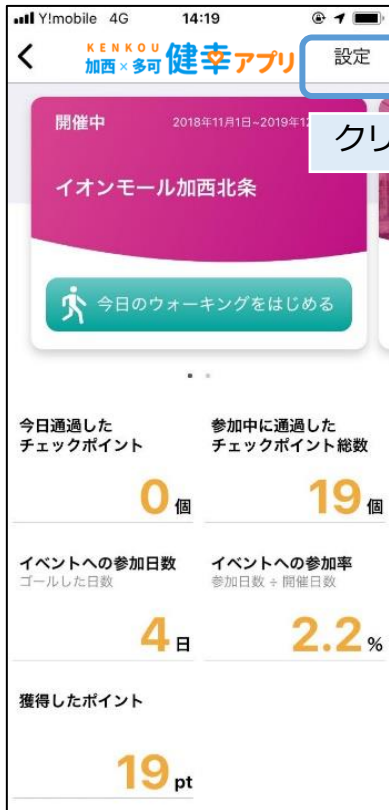 Y!mobile 4G 14:19
KENKOU
加西×多可 健幸アプリ 設定
開催中 2018年11月1日~2019年1
クリ
イオンモール加西北条
今日のウォーキングをはじめる
今日通過した
チェックポイント
0個
参加中に通過した
チェックポイント総数
19個
イベントへの参加日数
ゴールした日数
4日
イベントへの参加率
参加日数÷開催日数
2.2%
獲得したポイント
19pt